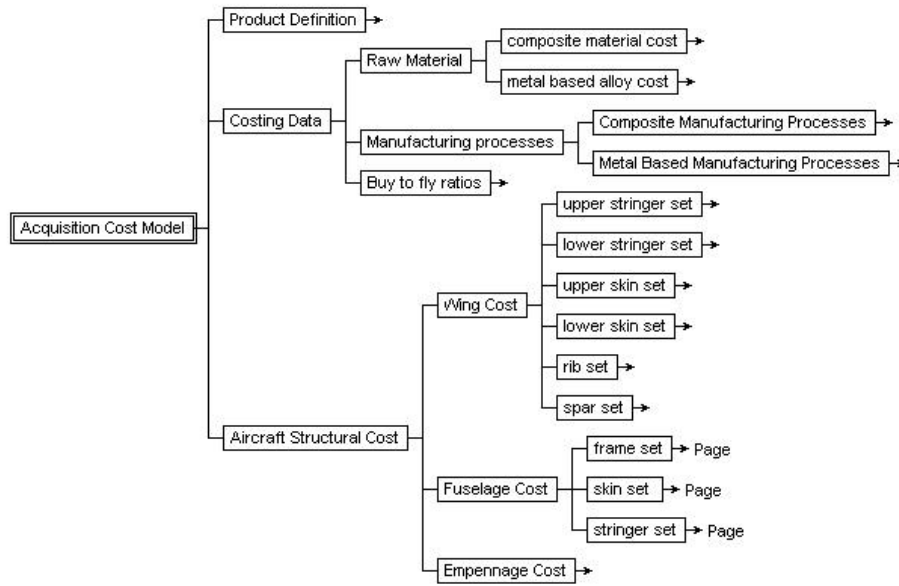 Product Definition
composite material cost
Raw Material
metal based alloy cost
Costing Data
Composite Manufacturing Processes
Manufacturing processes
Metal Based Manufacturing Processes
Buy to fly ratios
upper stringer set
Acquisition Cost Model
lower stringer set
upper skin set
Wing Cost
lower skin set
rib set
spar set
Aircraft Structural Cost
frame set Page
Fuselage Cost
skin set Page
stringer set Page
Empennage Cost